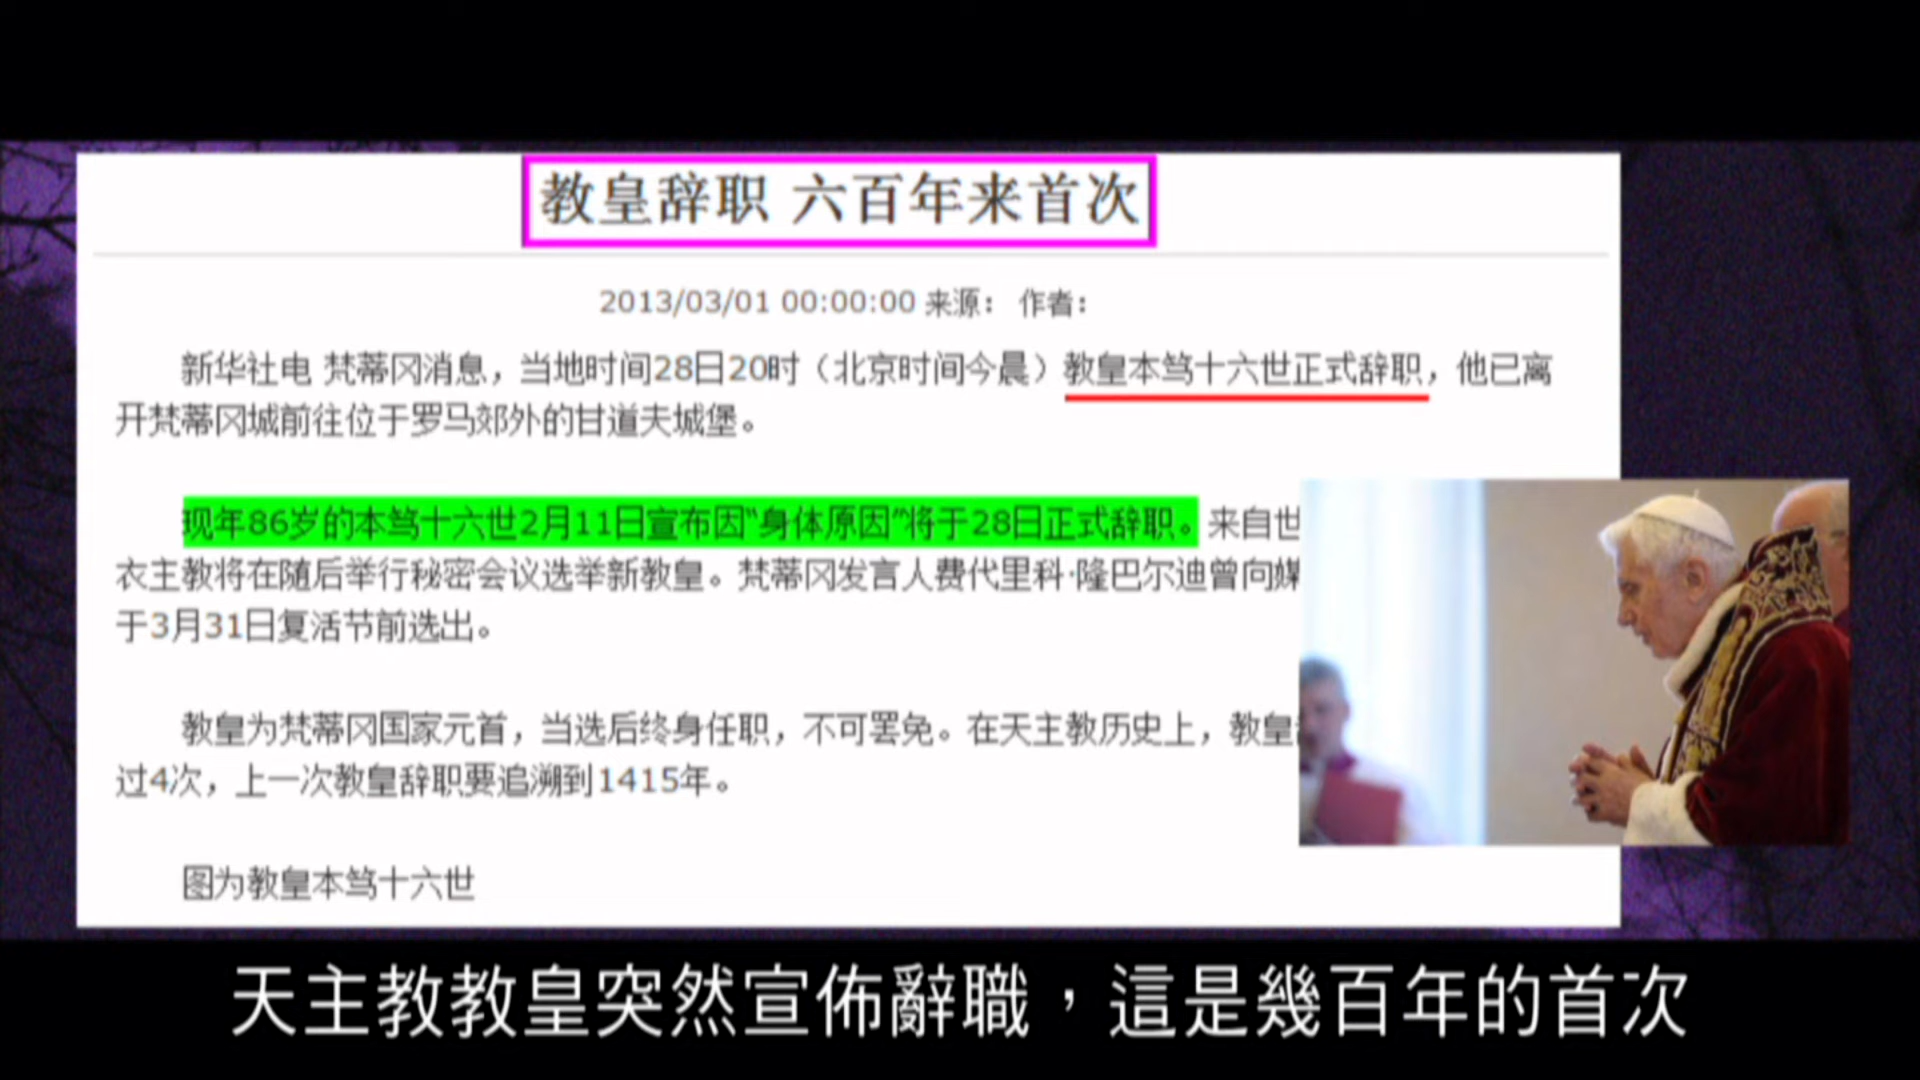 教皇辞职 六百年来首次
2013/03/01 00:00:00 来源： 作者：
新华社电 梵蒂冈消息，当地时间28日20时（北京时间今晨）教皇本笃十六世正式辞职，他已离
开梵蒂冈城前往位于罗马郊外的甘道夫城堡。
现年86岁的本笃十六世2月11日宣布因“身体原因”将于28日正式辞职。来自世
衣主教将在随后举行秘密会议选举新教皇。梵蒂冈发言人费代里科·隆巴尔迪曾向媒
于3月31日复活节前选出。
教皇为梵蒂冈国家元首，当选后终身任职，不可罢免。在天主教历史上，教皇
过4次，上一次教皇辞职要追溯到1415年。
图为教皇本笃十六世
天主教教皇突然宣佈辭職，這是幾百年的首次